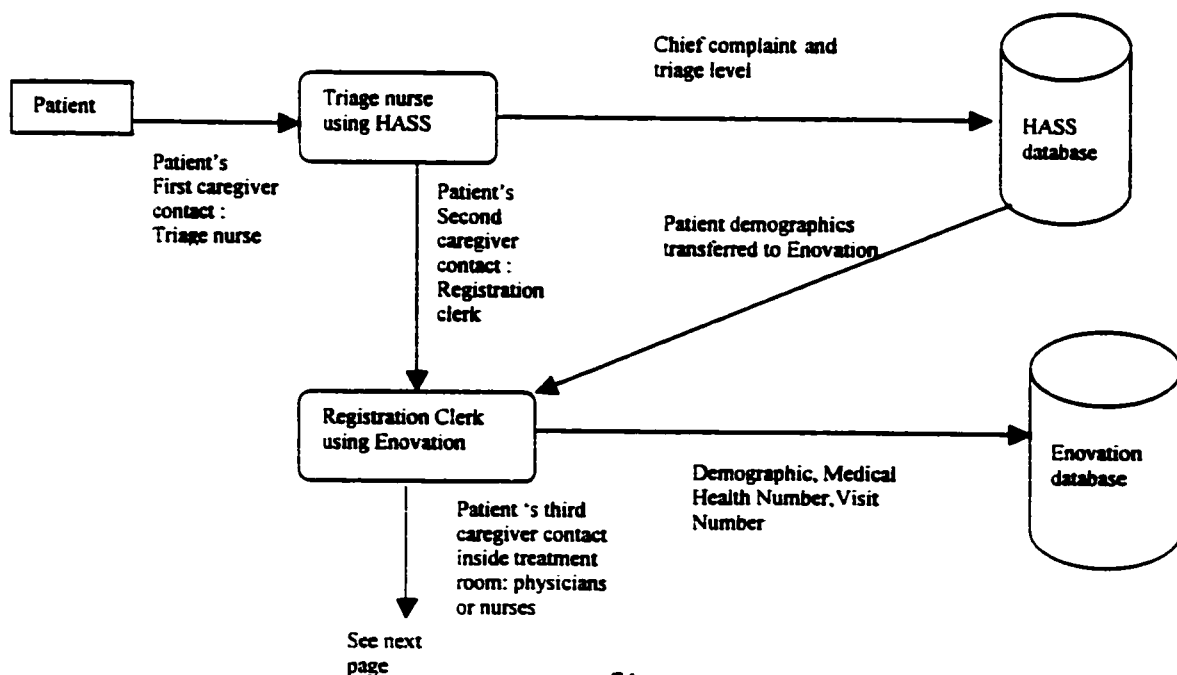 Chief complaint and
triage level
Patient
Triage nurse
using HASS
HASS
database
Patient's
First caregiver
contact :
Triage nurse
Patient's
Second
caregiver
contact :
Registration
clerk
Patient demographics
transferred to Enovation
Registration Clerk
using Enovation
Enovation
database
Demographic, Medical
Health Number, Visit
Number
Patient 's third
caregiver contact
inside treatment
room: physicians
or nurses
See next
page